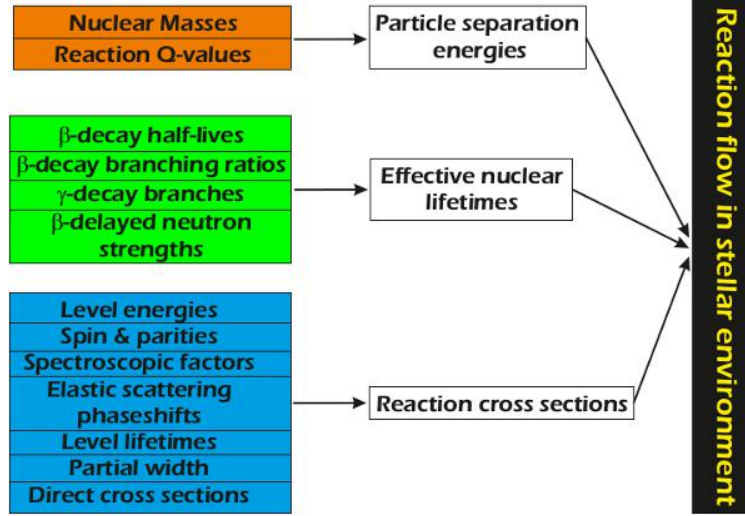 Nuclear Masses
Reaction Q-values
Particle separation
energies
β-decay half-lives
β-decay branching ratios
γ-decay branches
β-delayed neutron
strengths
Effective nuclear
lifetimes
Level energies
Spin & parities
Spectroscopic factors
Elastic scattering
phaseshifts
Level lifetimes
Partial width
Direct cross sections
Reaction cross sections
Reaction flow in stellar environment